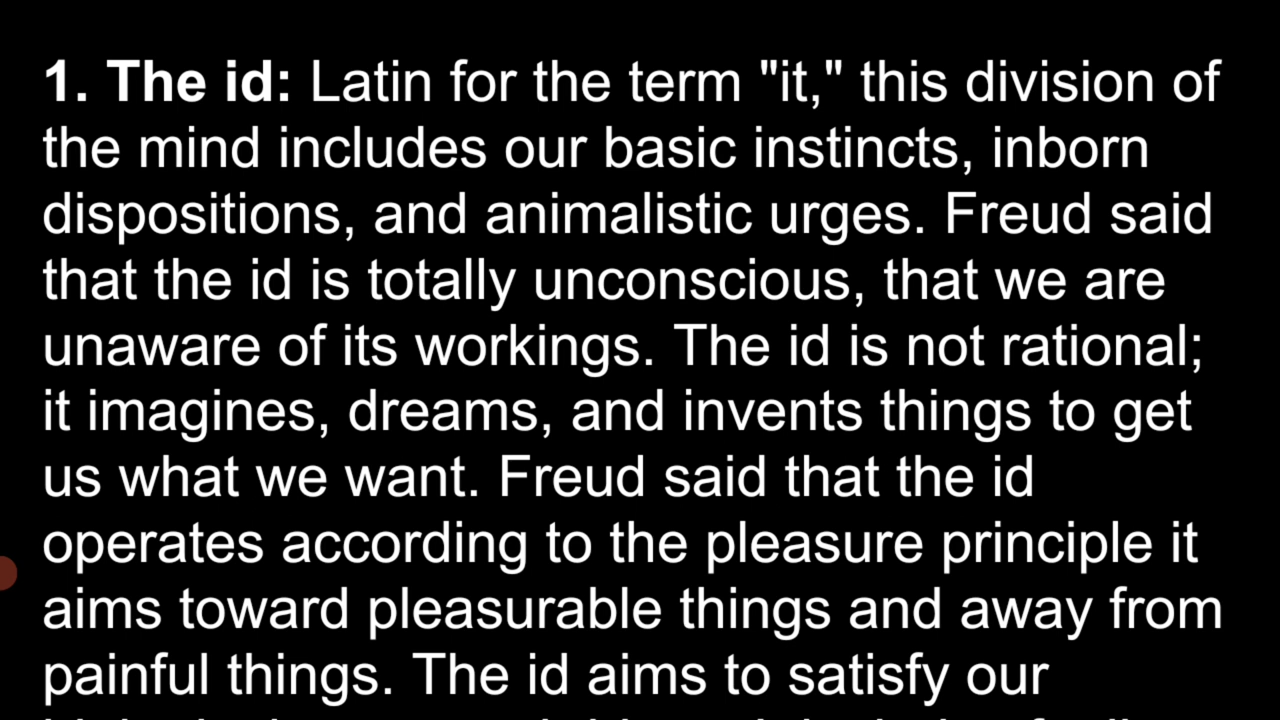 1. The id: Latin for the term "it," this division of
the mind includes our basic instincts, inborn
dispositions, and animalistic urges. Freud said
that the id is totally unconscious, that we are
unaware of its workings. The id is not rational;
it imagines, dreams, and invents things to get
us what we want. Freud said that the id
operates according to the pleasure principle it
aims toward pleasurable things and away from
painful things. The id aims to satisfy our